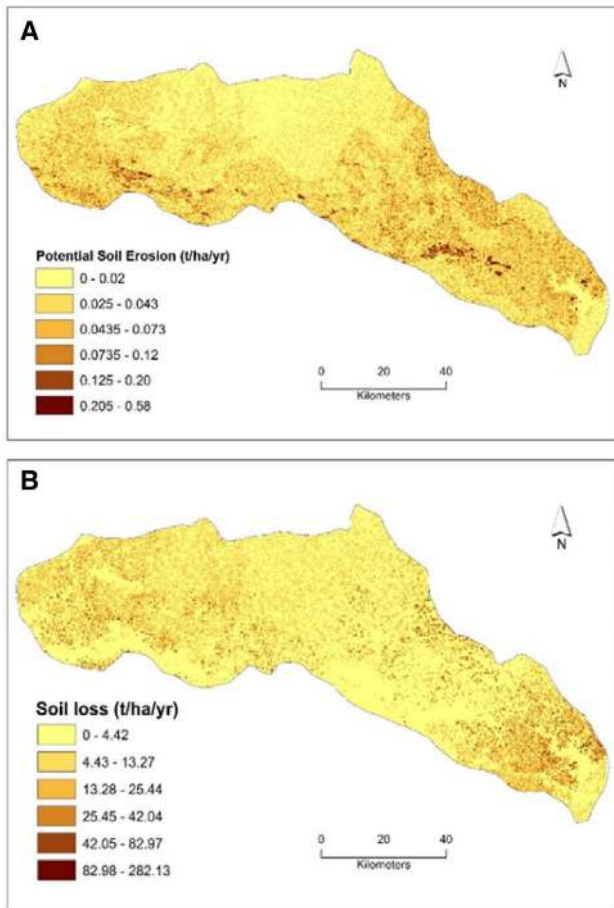 A
N
Potential Soil Erosion (t/ha/yr)
0 - 0.02
0.025 - 0.043
0.0435 - 0.073
0.0735 - 0.12
0.125 - 0.20
0.205 - 0.58
0 20 40
Kilometers
B
N
Soil loss (t/ha/yr)
0 - 4.42
4.43 - 13.27
13.28 - 25.44
25.45 - 42.04
42.05 - 82.97
82.98 - 282.13
0 20 40
Kilometers